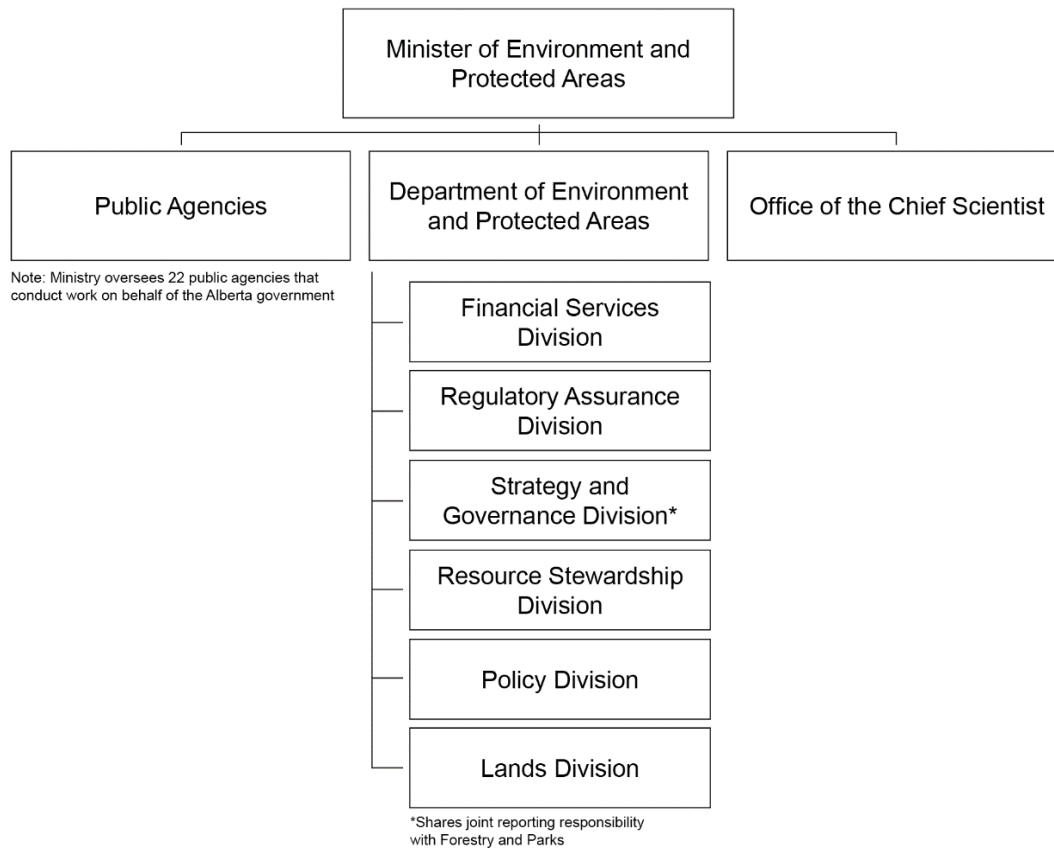 Minister of Environment and
Protected Areas
Public Agencies
Department of Environment
and Protected Areas
Office of the Chief Scientist
Note: Ministry oversees 22 public agencies that
conduct work on behalf of the Alberta government
Financial Services
Division
Regulatory Assurance
Division
Strategy and
Governance Division*
Resource Stewardship
Division
Policy Division
Lands Division
*Shares joint reporting responsibility
with Forestry and Parks